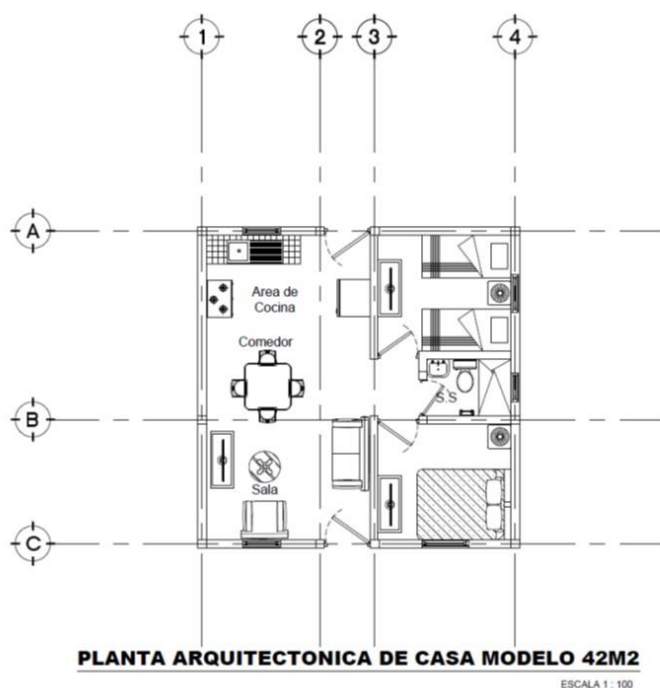 1 2 3 4
A
Area de
Cocina
Comedor
S.S
B
Sala
C
PLANTA ARQUITECTONICA DE CASA MODELO 42M2
ESCALA 1 : 100